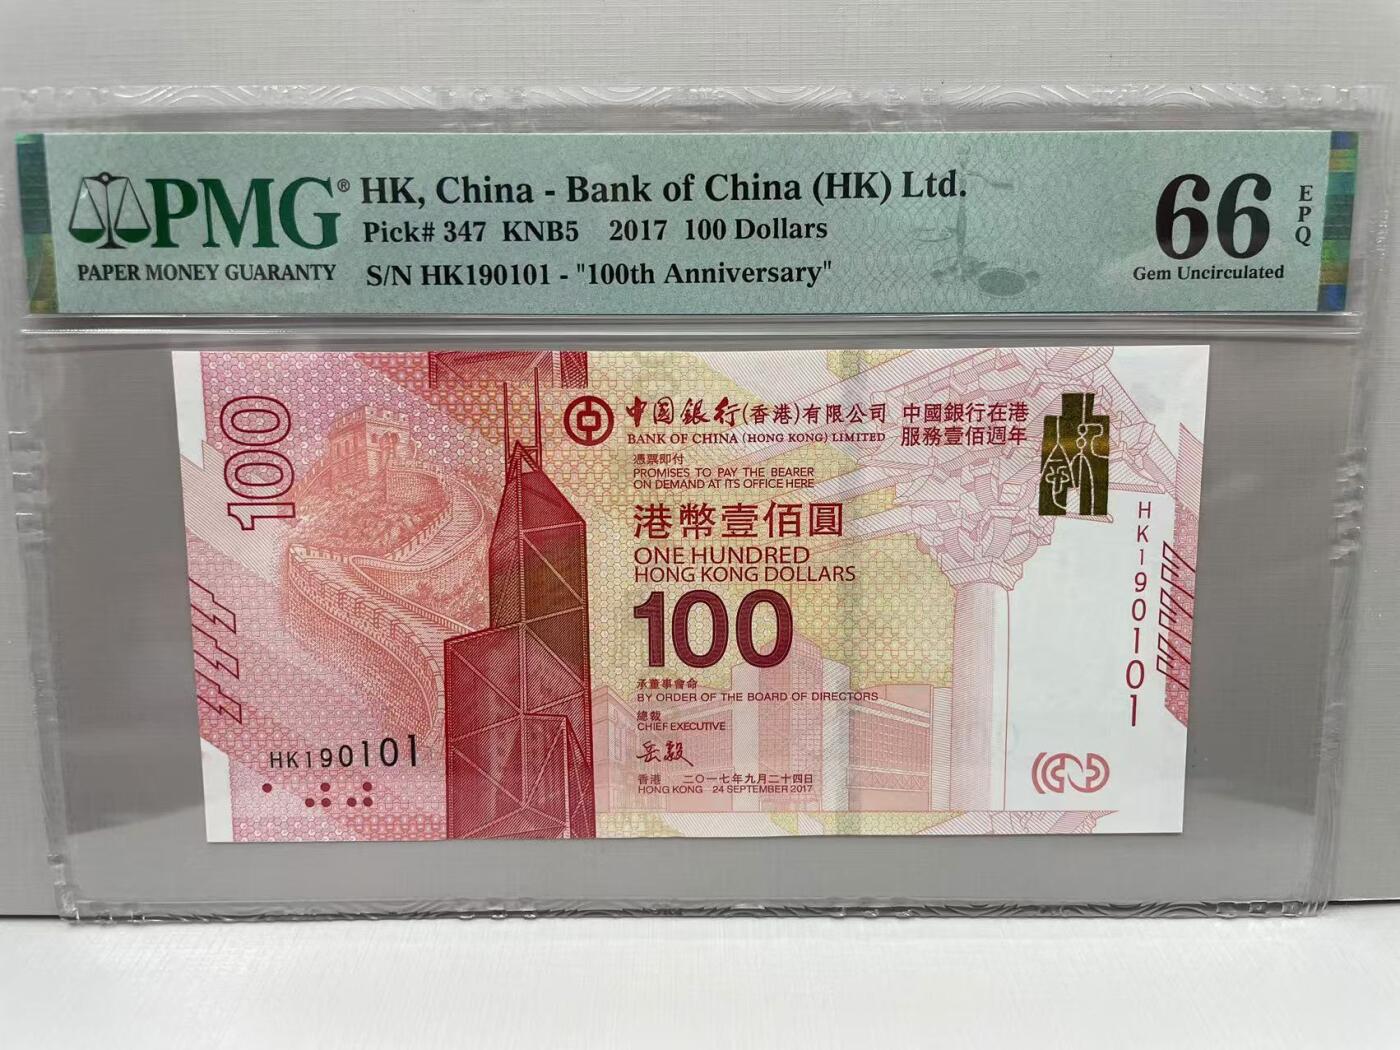 PMG®
PAPER MONEY GUARANTY
HK, China - Bank of China (HK) Ltd.
Pick# 347 KNB5 2017 100 Dollars
S/N HK190101 - "100th Anniversary"
66
EPQ
Gem Uncirculated
100
中國銀行(香港)有限公司
BANK OF CHINA (HONG KONG) LIMITED
中國銀行在港
服務壹佰週年
憑票即付
PROMISES TO PAY THE BEARER
ON DEMAND AT ITS OFFICE HERE
港幣壹佰圓
ONE HUNDRED
HONG KONG DOLLARS
100
承董事會命
BY ORDER OF THE BOARD OF DIRECTORS
總裁
CHIEF EXECUTIVE
岳毅
香港 二〇一七年九月二十四日
HONG KONG 24 SEPTEMBER 2017
HK190101
HK190101